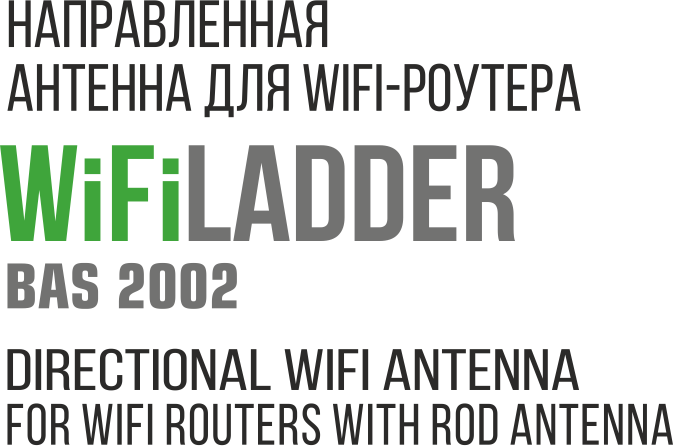 НАПРАВЛЕННАЯ
АНТЕННА ДЛЯ WIFI-РОУТЕРА
WiFiLADDER
BAS 2002
DIRECTIONAL WIFI ANTENNA
FOR WIFI ROUTERS WITH ROD ANTENNA